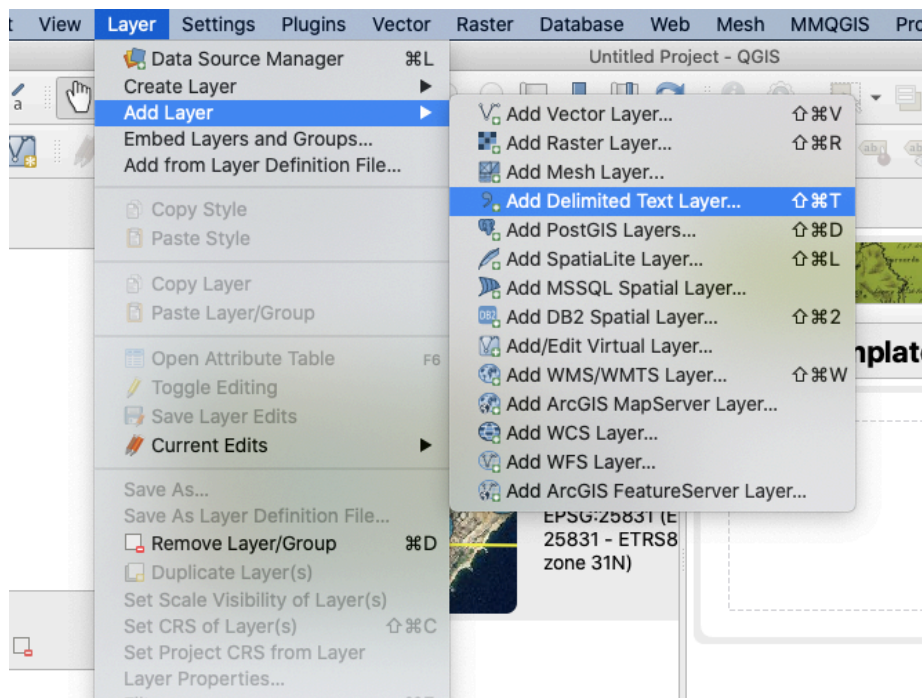 View Layer Settings Plugins Vector Raster Database Web Mesh MMQGIS
Untitled Project - QGIS
Data Source Manager ⌘L
Create Layer
Add Layer
Embed Layers and Groups...
Add from Layer Definition File...
Copy Style
Paste Style
Copy Layer
Paste Layer/Group
Open Attribute Table F6
Toggle Editing
Save Layer Edits
Current Edits
Save As...
Save As Layer Definition File...
Remove Layer/Group ⌘D
Duplicate Layer(s)
Set Scale Visibility of Layer(s)
Set CRS of Layer(s) ⇧⌘C
Set Project CRS from Layer
Layer Properties...
Add Vector Layer... ⇧⌘V
Add Raster Layer... ⇧⌘R
Add Mesh Layer...
Add Delimited Text Layer... ⇧⌘T
Add PostGIS Layers... ⇧⌘D
Add SpatiaLite Layer... ⇧⌘L
Add MSSQL Spatial Layer...
Add DB2 Spatial Layer... ⇧⌘2
Add/Edit Virtual Layer...
Add WMS/WMTS Layer... ⇧⌘W
Add ArcGIS MapServer Layer...
Add WCS Layer...
Add WFS Layer...
Add ArcGIS FeatureServer Layer...
EPSG:25831 (E
25831 - ETRS8
zone 31N)